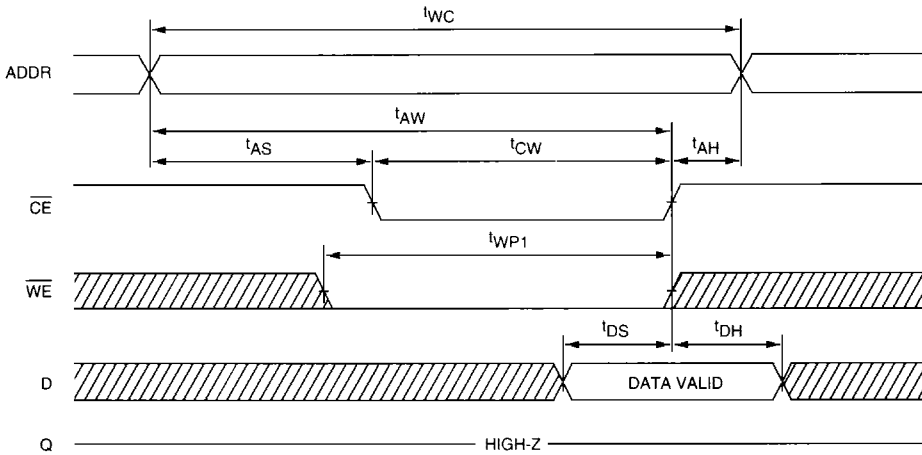 tWC
ADDR
tAW
tAS tCW tAH
CE
tWP1
WE
tDS tDH
D DATA VALID
Q HIGH-Z